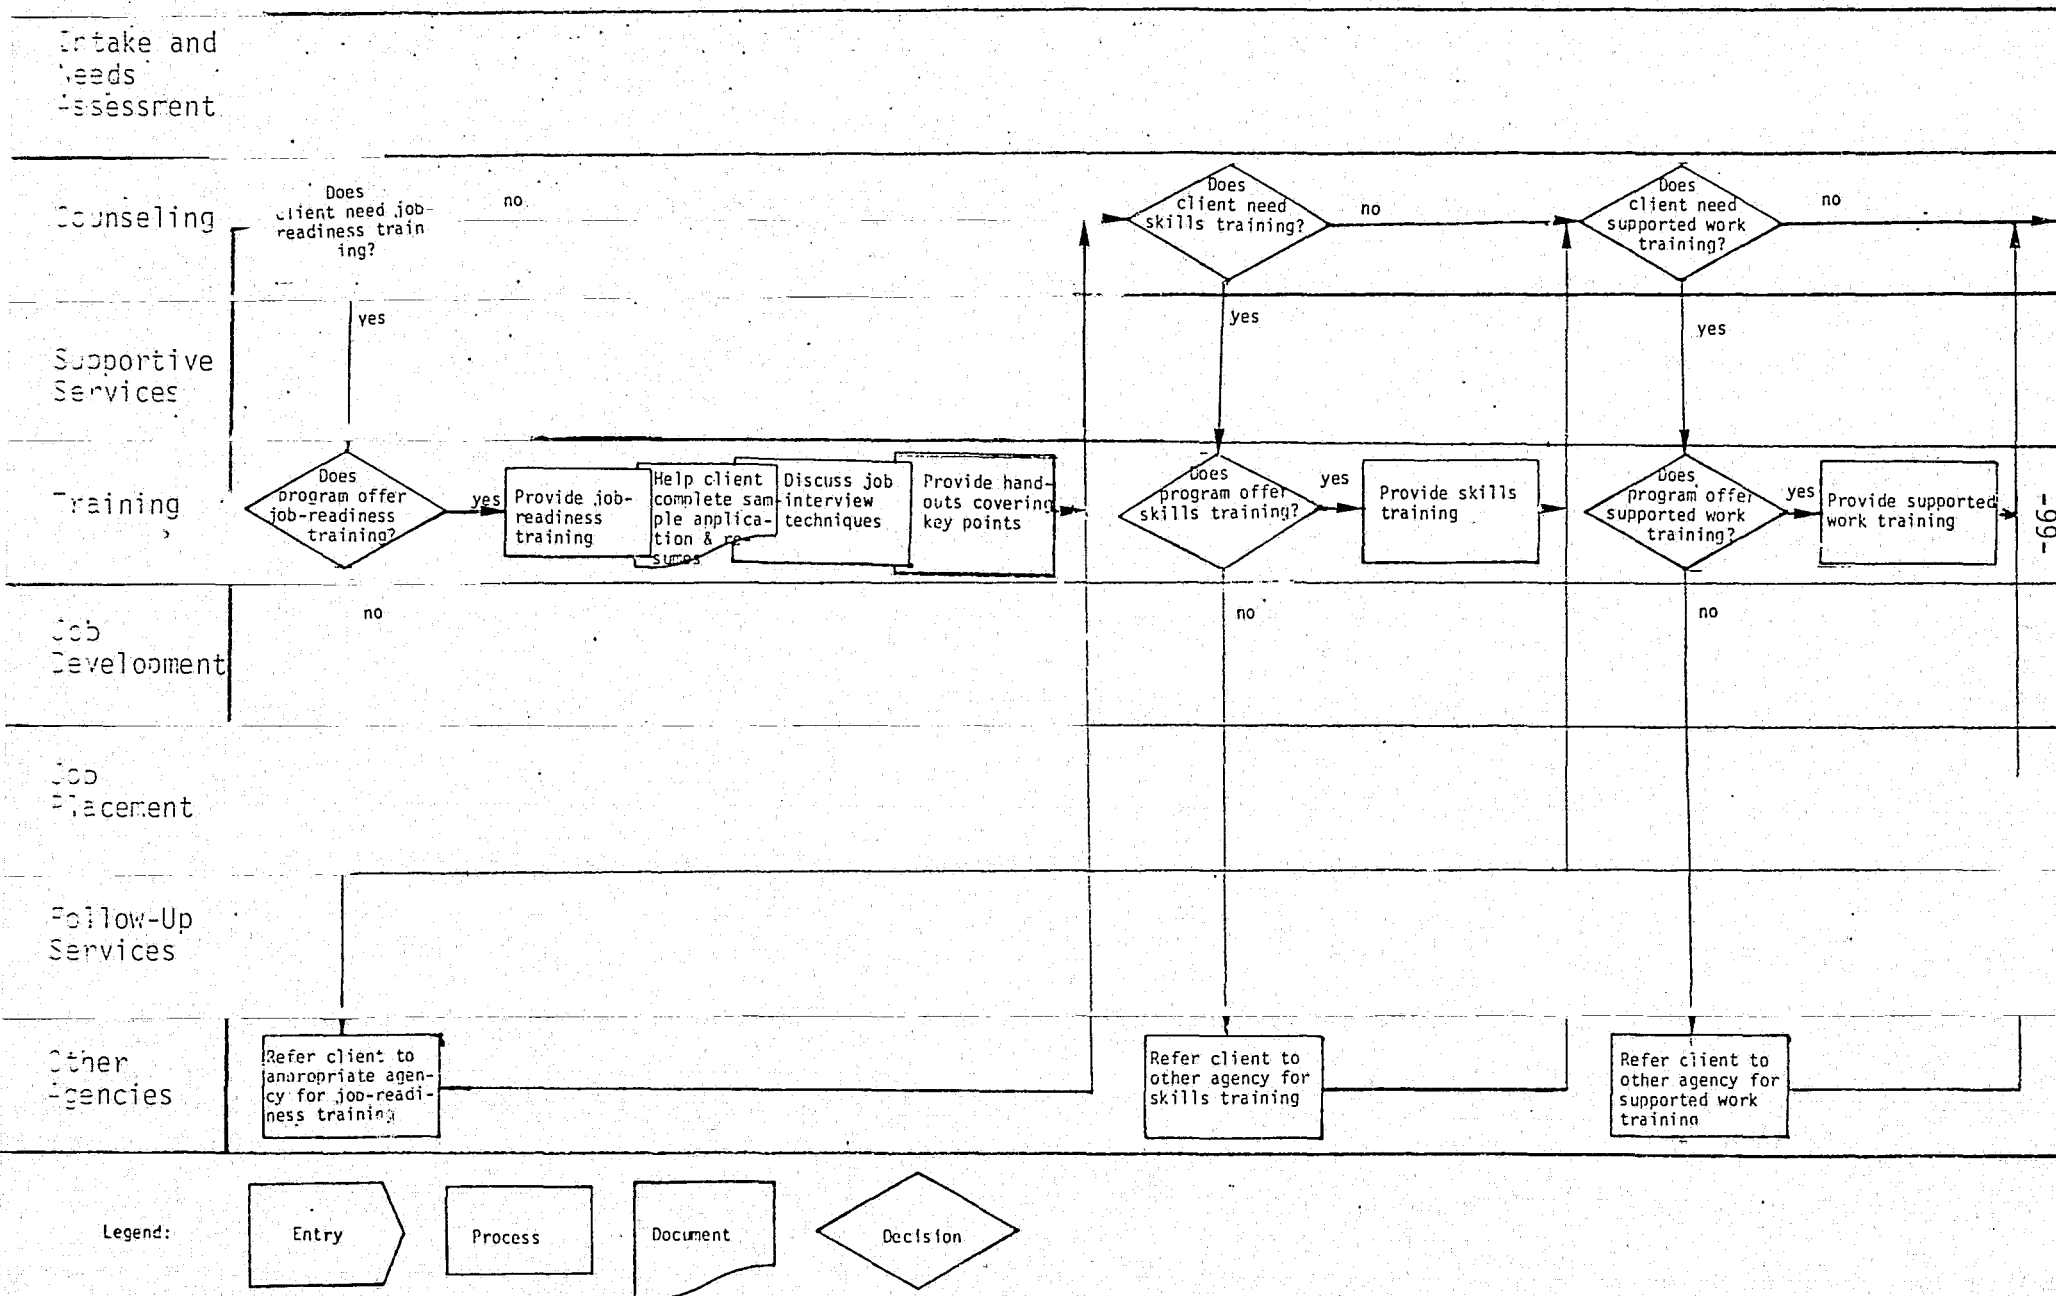 Intake and
Needs
Assessment
Counseling
Does
client need job-
readiness train
ing?
no
Does
client need
skills training?
no
Does
client need
supported work
training?
no
Supportive
Services
yes
yes
yes
Training
Does
program offer
job-readiness
training?
yes
Provide job-
readiness
training
Help client
complete sam-
ple applica-
tion & re-
sumes
Discuss job
interview
techniques
Provide hand-
outs covering
key points
Does
program offer
skills training?
yes
Provide skills
training
Does
program offer
supported work
training?
yes
Provide supported
work training
-99-
Job
Development
no
no
no
Job
Placement
Follow-Up
Services
Other
Agencies
Refer client to
appropriate agen-
cy for job-readi-
ness training
Refer client to
other agency for
skills training
Refer client to
other agency for
supported work
training
Legend:
Entry
Process
Document
Decision